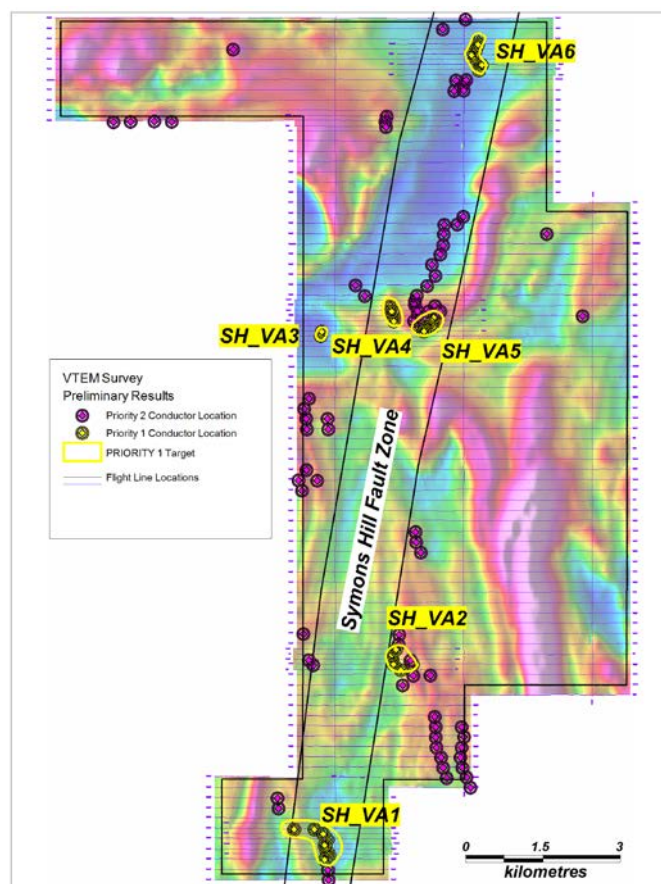 SH_VA6
SH_VA3
SH_VA4
SH_VA5
VTEM Survey
Preliminary Results
Priority 2 Conductor Location
Priority 1 Conductor Location
PRIORITY 1 Target
Flight Line Locations
Symons Hill Fault Zone
SH_VA2
SH_VA1
0 1.5 3
kilometres